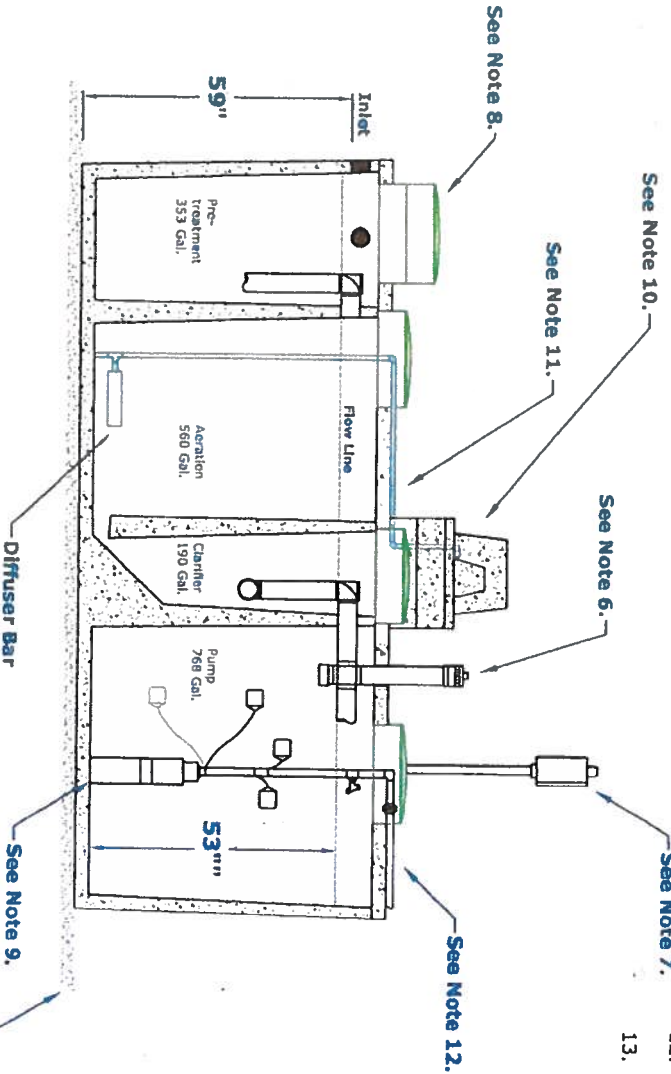 See Note 7.
13.
See Note 6.
See Note 10.
See Note 11.
See Note 8.
See Note 12.
Inlet
59"
Pre-
treatment
353 Gal.
Flow Line
Aeration
560 Gal.
Clarifier
190 Gal.
Pump
768 Gal.
53""
Diffuser Bar
See Note 9.